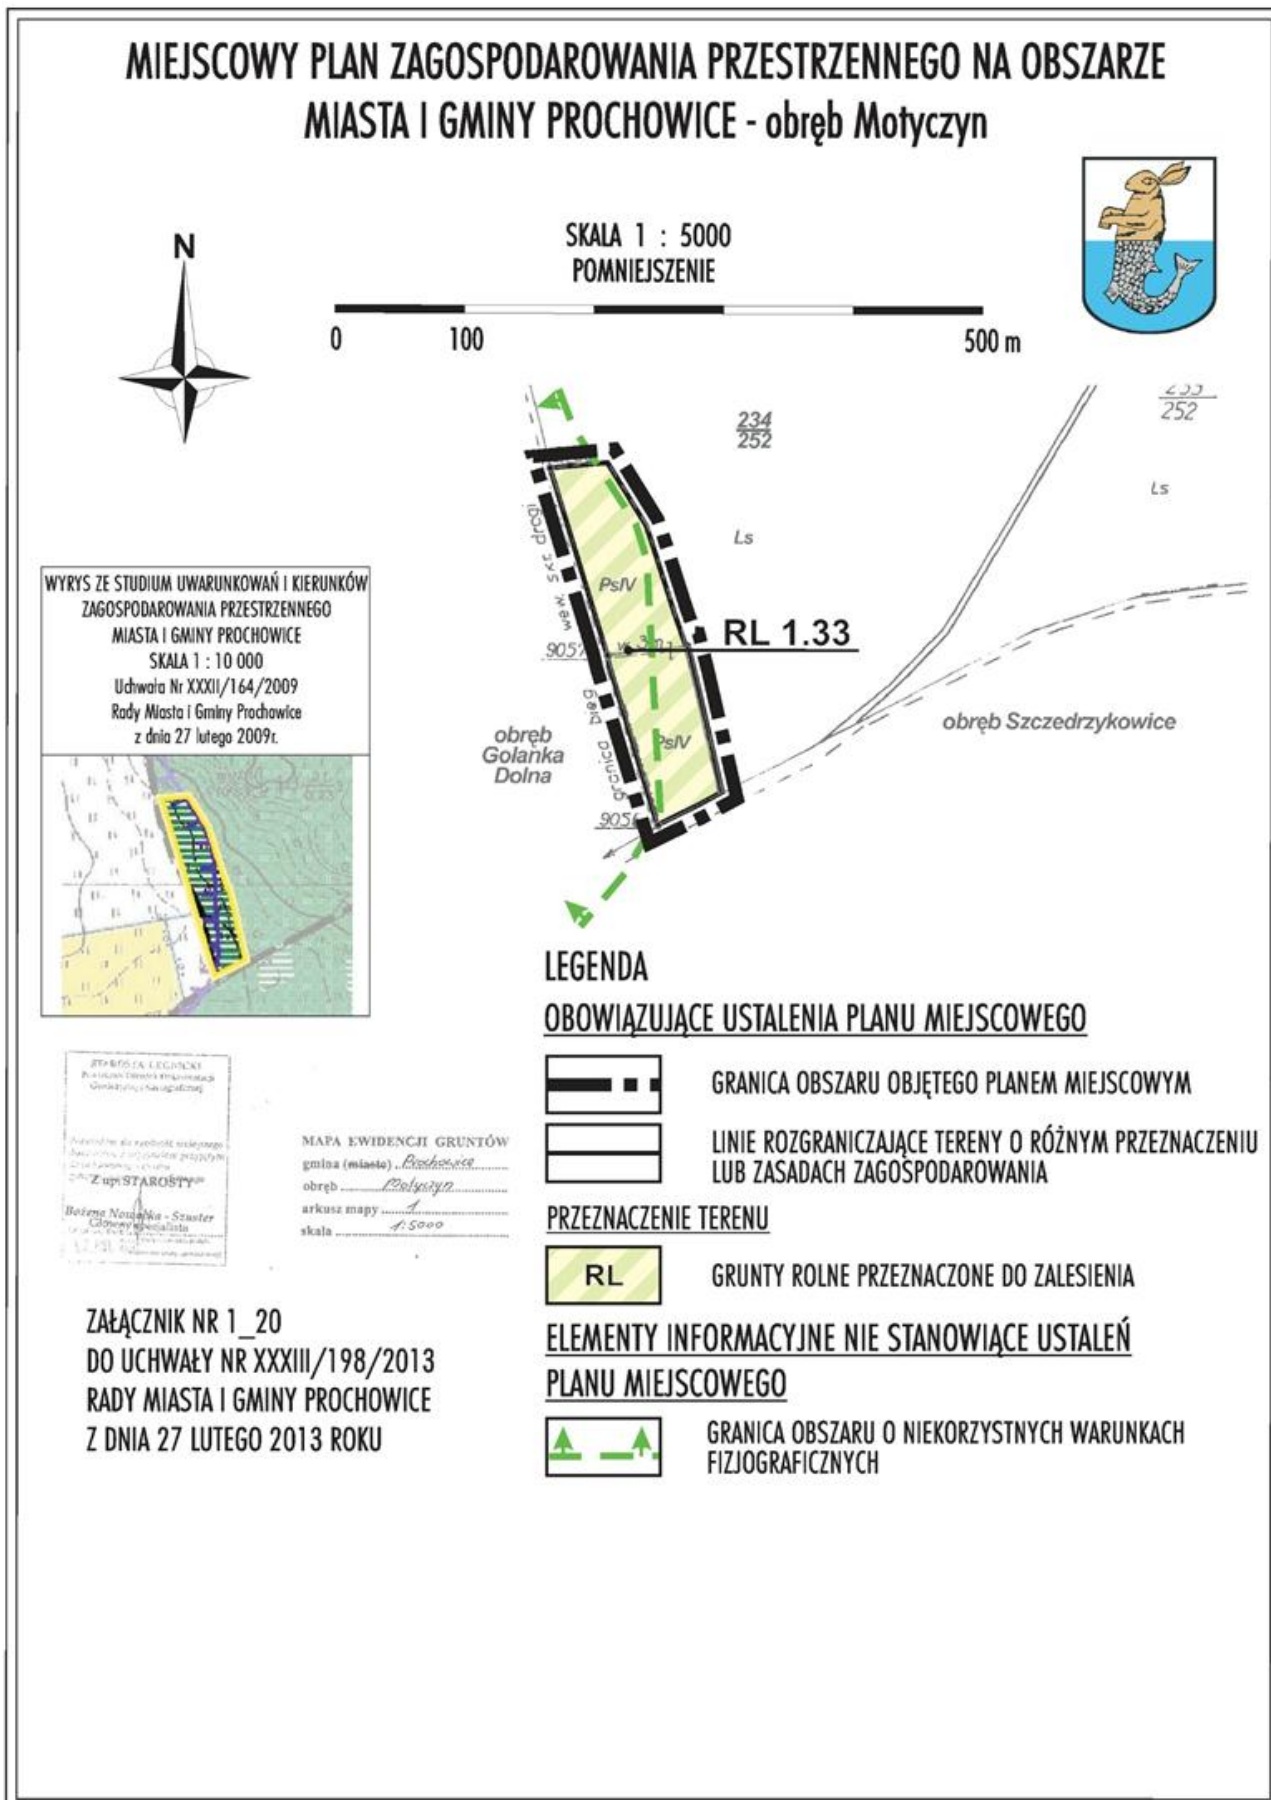 MIEJSCOWY PLAN ZAGOSPODAROWANIA PRZESTRZENNEGO NA OBSZARZE
MIASTA I GMINY PROCHOWICE - obręb Motyczyn
N
SKALA 1 : 5000
POMNIEJSZENIE
0 100 500 m
234
252
252
Ls
Ls
PsIV
RL 1.33
9057
PsIV
granica
obręb
Golanka
Dolna
obręb Szczedrzykowice
WYRYS ZE STUDIUM UWARUNKOWAŃ I KIERUNKÓW
ZAGOSPODAROWANIA PRZESTRZENNEGO
MIASTA I GMINY PROCHOWICE
SKALA 1 : 10 000
Uchwała Nr XXXII/164/2009
Rady Miasta i Gminy Prochowice
z dnia 27 lutego 2009r.
LEGENDA
OBOWIĄZUJĄCE USTALENIA PLANU MIEJSCOWEGO
GRANICA OBSZARU OBJĘTEGO PLANEM MIEJSCOWYM
LINIE ROZGRANICZAJĄCE TERENY O RÓŻNYM PRZEZNACZENIU
LUB ZASADACH ZAGOSPODAROWANIA
PRZEZNACZENIE TERENU
RL
GRUNTY ROLNE PRZEZNACZONE DO ZALESIENIA
ELEMENTY INFORMACYJNE NIE STANOWIĄCE USTALEŃ
PLANU MIEJSCOWEGO
GRANICA OBSZARU O NIEKORZYSTNYCH WARUNKACH
FIZJOGRAFICZNYCH
STAROSTA LEGNICKI
Z up. STAROSTY
Główny specjalista
MAPA EWIDENCJI GRUNTÓW
gmina (miasto) Prochowice
obręb Motyczyn
arkusz mapy 1
skala 1:5000
ZAŁĄCZNIK NR 1_20
DO UCHWAŁY NR XXXIII/198/2013
RADY MIASTA I GMINY PROCHOWICE
Z DNIA 27 LUTEGO 2013 ROKU